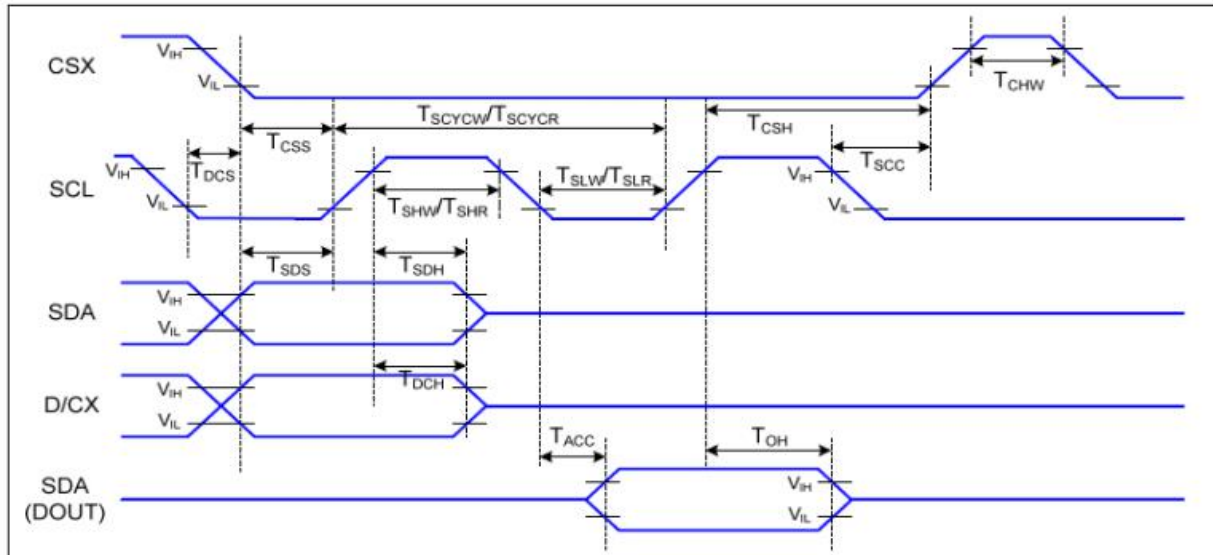 CSX
VIH
VIL
TCHW
TSCYCW/TSCYCR
TCSH
TCSS
TDCS
TSCC
SCL
VIH
VIL
TSLW/TSLR
VIH
VIL
TSHW/TSHR
TSDS
TSDH
SDA
VIH
VIL
TDCH
D/CX
VIH
VIL
TACC
TOH
SDA
(DOUT)
VIH
VIL